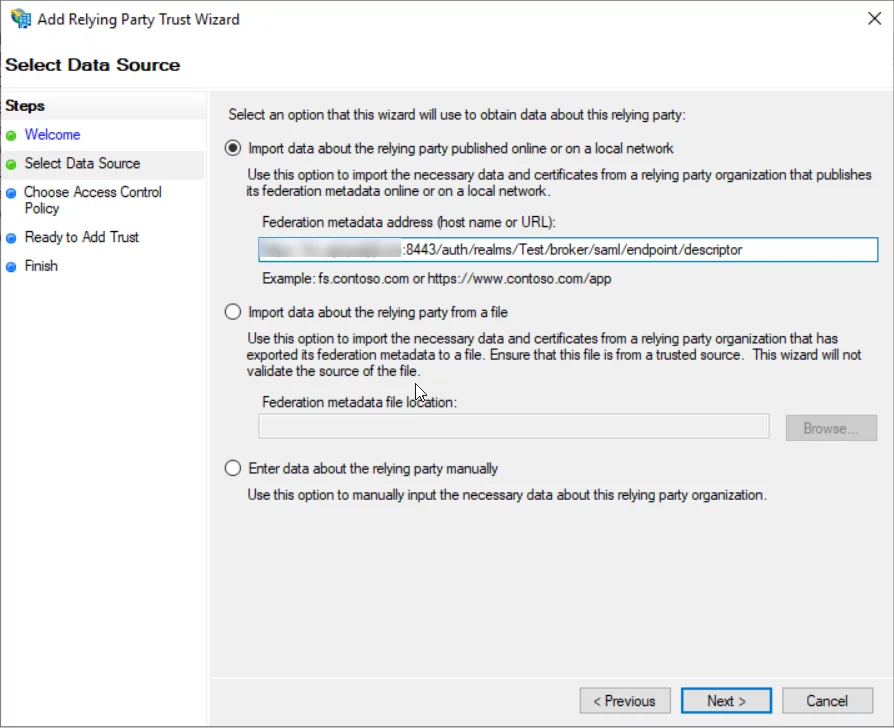 Add Relying Party Trust Wizard
Select Data Source
Steps
Welcome
Select Data Source
Choose Access Control
Policy
Ready to Add Trust
Finish
Select an option that this wizard will use to obtain data about this relying party:
Import data about the relying party published online or on a local network
Use this option to import the necessary data and certificates from a relying party organization that publishes
its federation metadata online or on a local network.
Federation metadata address (host name or URL):
:8443/auth/realms/Test/broker/saml/endpoint/descriptor
Example: fs.contoso.com or https://www.contoso.com/app
Import data about the relying party from a file
Use this option to import the necessary data and certificates from a relying party organization that has
exported its federation metadata to a file. Ensure that this file is from a trusted source.  This wizard will not
validate the source of the file.
Federation metadata file location:
Browse...
Enter data about the relying party manually
Use this option to manually input the necessary data about this relying party organization.
< Previous
Next >
Cancel